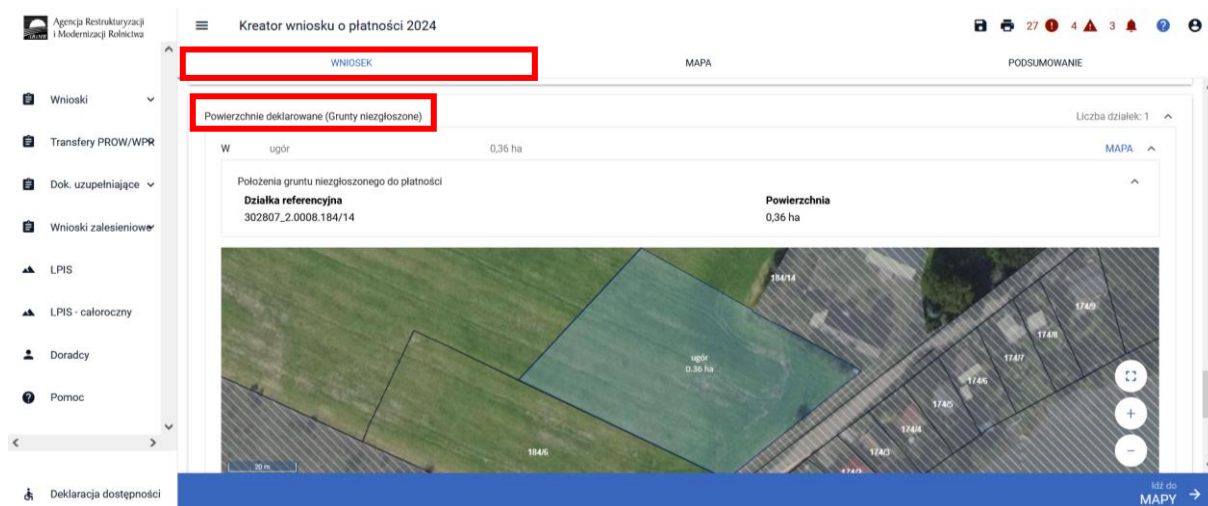 Agencja Restrukturyzacji
i Modernizacji Rolnictwa
Kreator wniosku o płatności 2024
27 4 3
WNIOSEK MAPA PODSUMOWANIE
Wnioski
Transfery PROW/WPR
Dok. uzupełniające
Wnioski zalesieniowe
LPIS
LPIS - całoroczny
Doradcy
Pomoc
Deklaracja dostępności
Powierzchnie deklarowane (Grunty niezgłoszone) Liczba działek: 1
W ugór 0,36 ha MAPA
Położenia gruntu niezgłoszonego do płatności
Działka referencyjna Powierzchnia
302807_2.0008.184/14 0,36 ha
184/14
174/9
174/8
ugór
0.36 ha
174/7
174/6
174/5
174/4
184/6 174/3
20 m 174/2
Idź do
MAPY